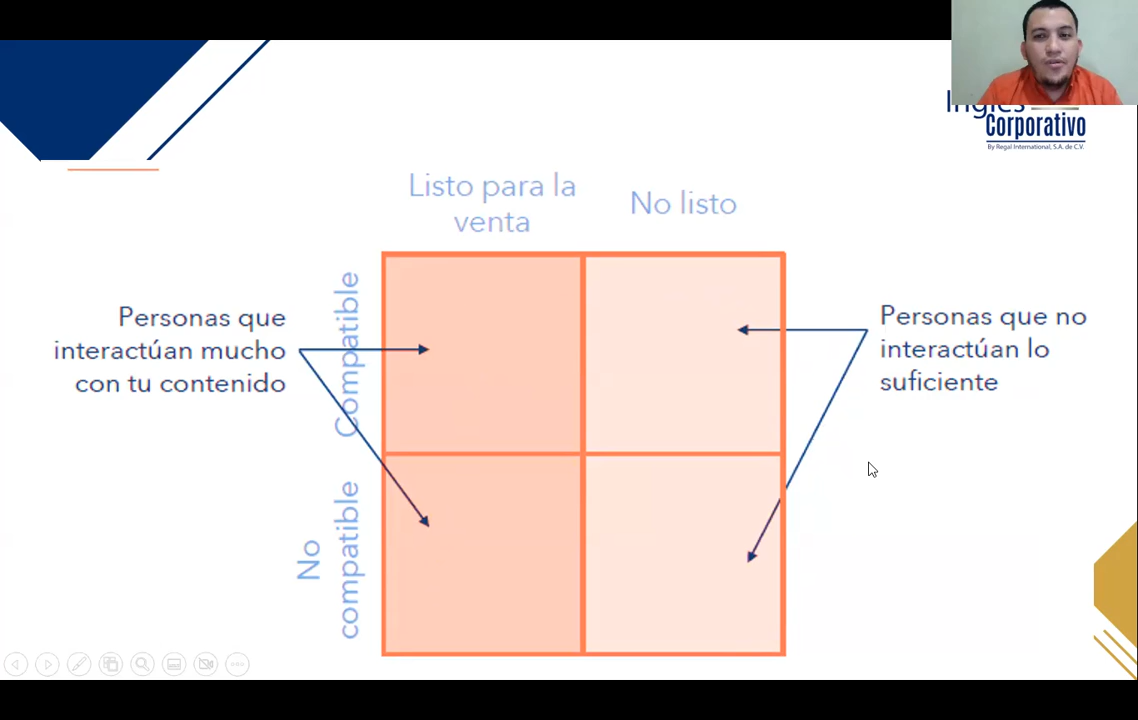 Inglés
Corporativo
By Regal International, S.A. de C.V.
Listo para la
venta
No listo
Compatible
No
compatible
Personas que
interactúan mucho
con tu contenido
Personas que no
interactúan lo
suficiente